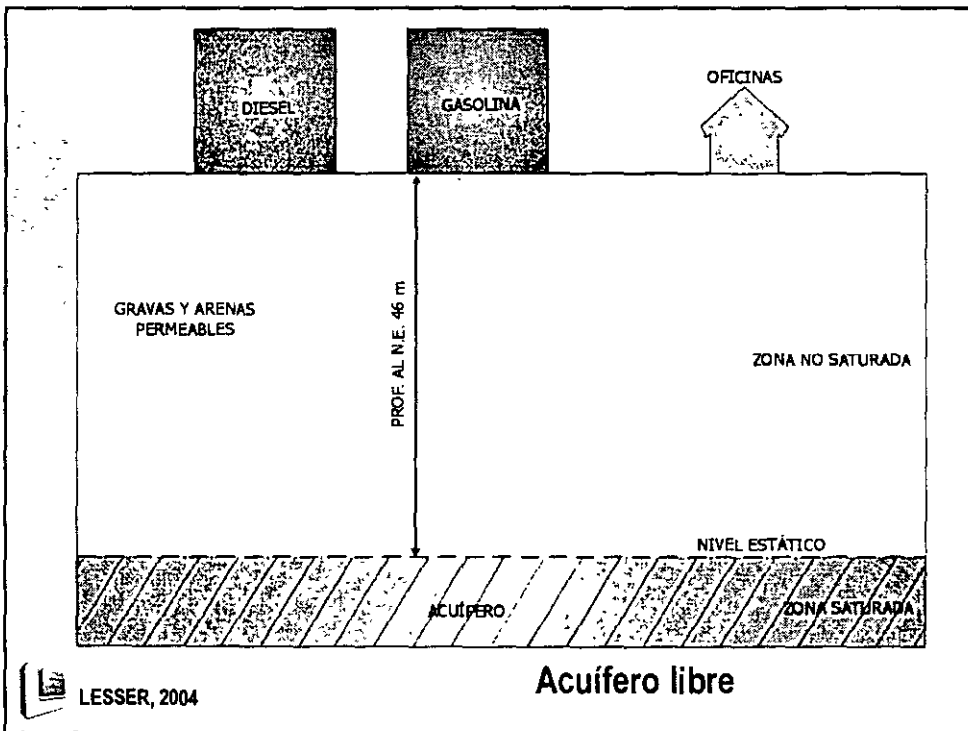 OFICINAS
DIESEL
GASOLINA
GRAVAS Y ARENAS
PERMEABLES
PROF. AL N.E. 46 m
ZONA NO SATURADA
NIVEL ESTÁTICO
ACUÍFERO
ZONA SATURADA
LESSER, 2004
Acuífero libre